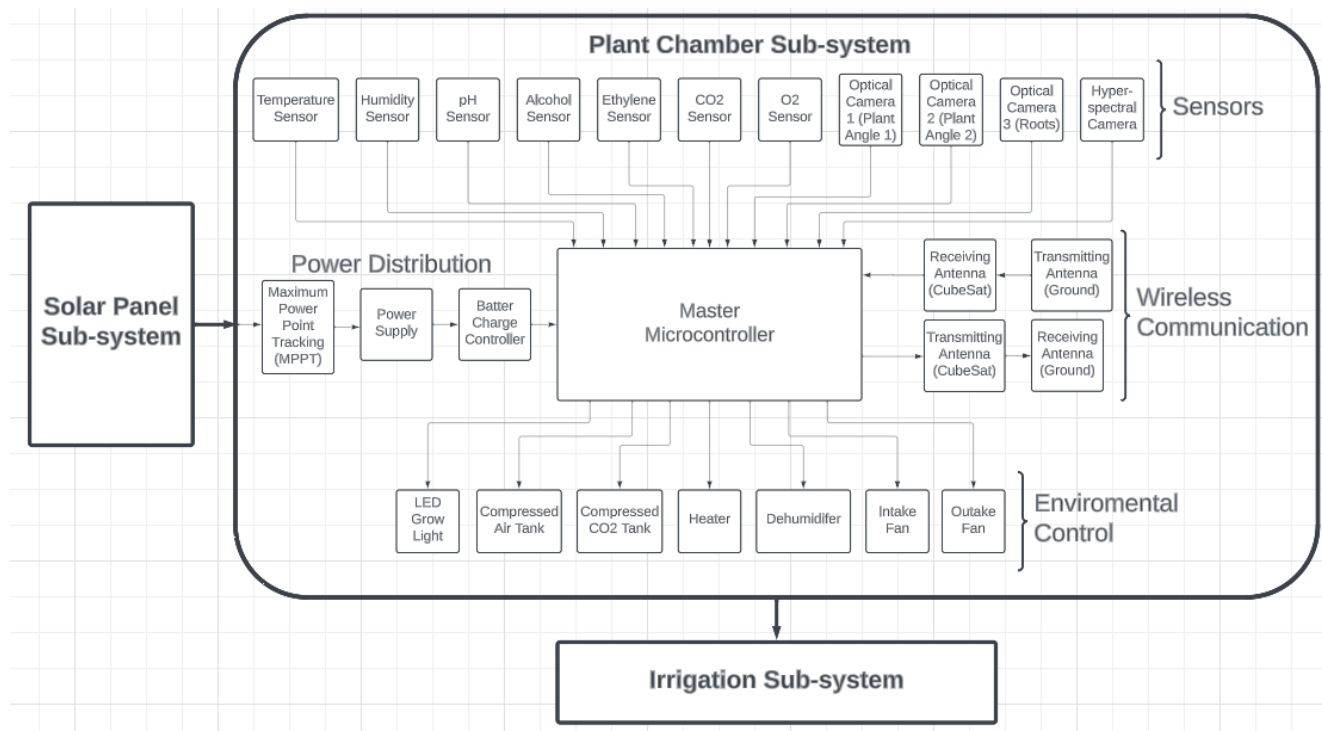 Plant Chamber Sub-system
Temperature
Sensor
Humidity
Sensor
pH
Sensor
Alcohol
Sensor
Ethylene
Sensor
CO2
Sensor
O2
Sensor
Optical
Camera
1 (Plant
Angle 1)
Optical
Camera
2 (Plant
Angle 2)
Optical
Camera
3 (Roots)
Hyper-
spectral
Camera
Sensors
Solar Panel
Sub-system
Power Distribution
Maximum
Power
Point
Tracking
(MPPT)
Power
Supply
Batter
Charge
Controller
Master
Microcontroller
Receiving
Antenna
(CubeSat)
Transmitting
Antenna
(Ground)
Transmitting
Antenna
(CubeSat)
Receiving
Antenna
(Ground)
Wireless
Communication
LED
Grow
Light
Compressed
Air Tank
Compressed
CO2 Tank
Heater
Dehumidifer
Intake
Fan
Outake
Fan
Enviromental
Control
Irrigation Sub-system